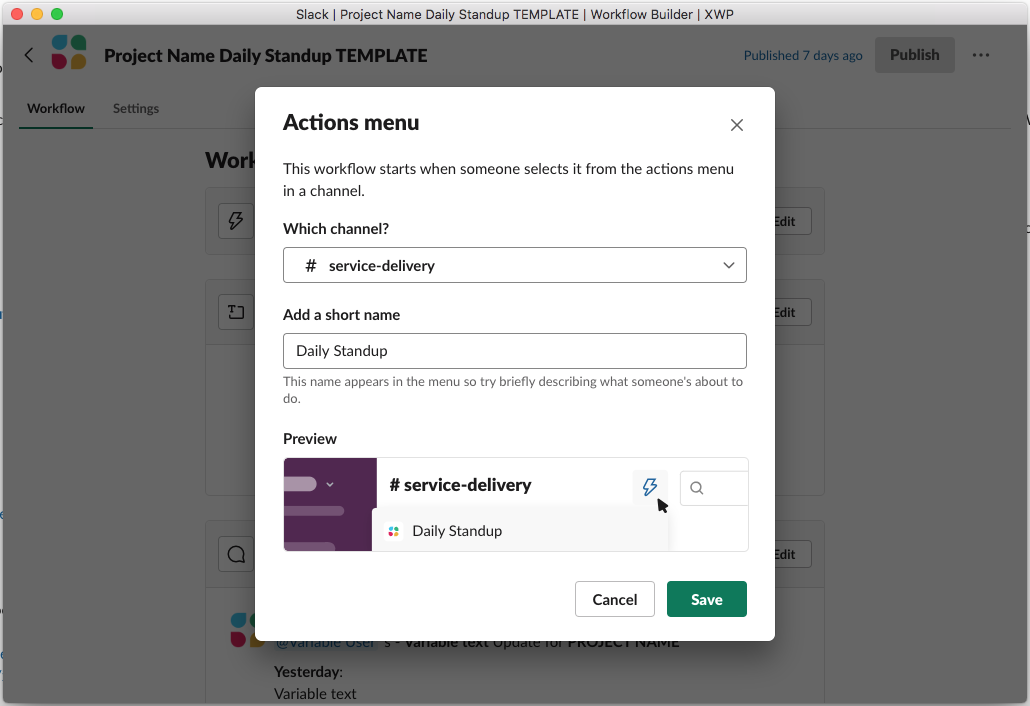 Slack | Project Name Daily Standup TEMPLATE | Workflow Builder | XWP
Project Name Daily Standup TEMPLATE
Published 7 days ago
Publish
Workflow
Settings
Actions menu
This workflow starts when someone selects it from the actions menu
in a channel.
Which channel?
# service-delivery
Add a short name
Daily Standup
This name appears in the menu so try briefly describing what someone's about to
do.
Preview
# service-delivery
Daily Standup
Cancel
Save
Edit
Edit
Edit
@Variable User 's - Variable text Update for PROJECT NAME
Yesterday:
Variable text